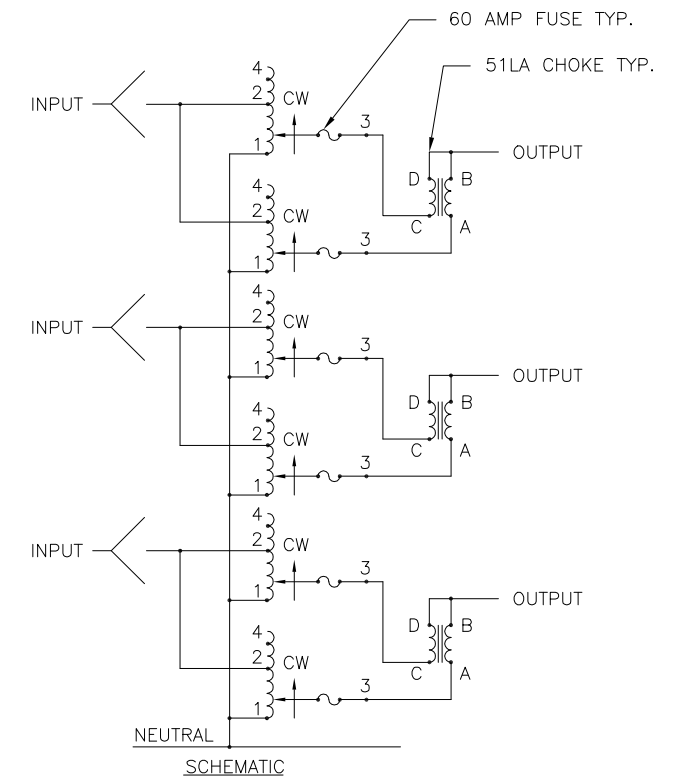 60 AMP FUSE TYP.
51LA CHOKE TYP.
4
2
CW
INPUT
3
1
OUTPUT
D
B
4
C
A
2
CW
3
1
4
2
CW
INPUT
3
1
OUTPUT
D
B
4
C
A
2
CW
3
1
4
2
CW
INPUT
3
1
OUTPUT
D
B
4
C
A
2
CW
3
1
NEUTRAL
SCHEMATIC